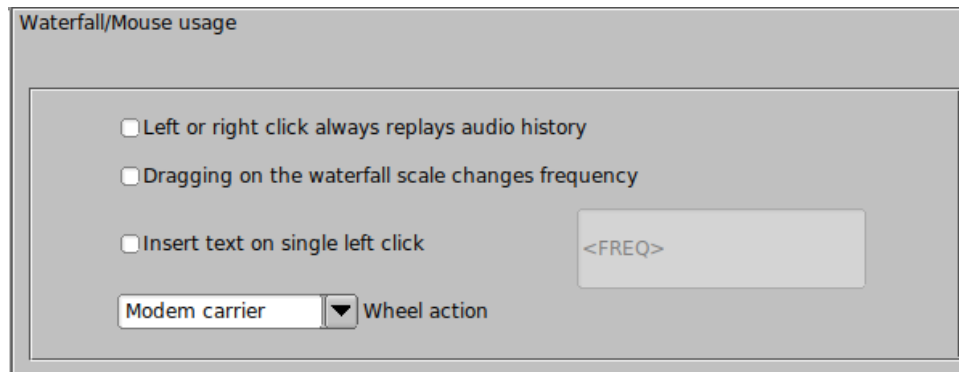 Waterfall/Mouse usage
Left or right click always replays audio history
Dragging on the waterfall scale changes frequency
Insert text on single left click
<FREQ>
Modem carrier
Wheel action